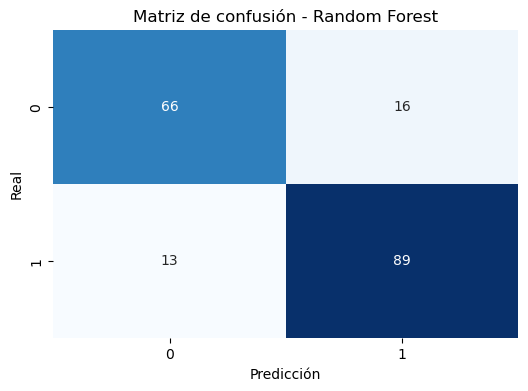 Matriz de confusión - Random Forest
0
66
16
Real
1
13
89
0
1
Predicción